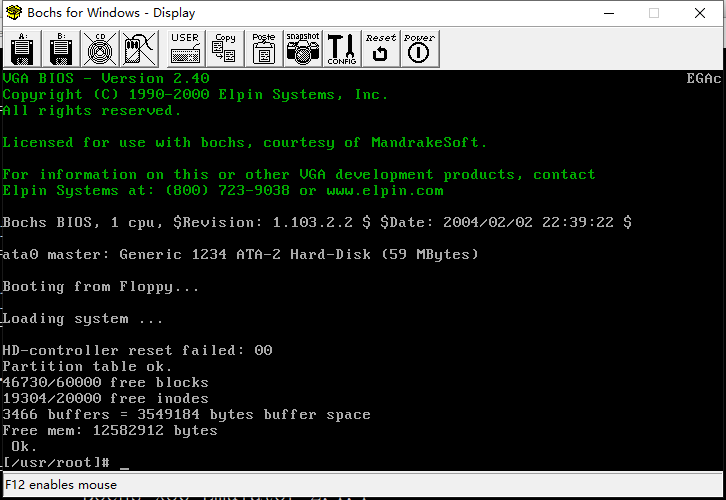 Bochs for Windows - Display
A: B: CD USER Copy Paste snapshot CONFIG Reset Power
VGA BIOS - Version 2.40 EGAc
Copyright (C) 1990-2000 Elpin Systems, Inc.
All rights reserved.
Licensed for use with bochs, courtesy of MandrakeSoft.
For information on this or other VGA development products, contact
Elpin Systems at: (800) 723-9038 or www.elpin.com
Bochs BIOS, 1 cpu, $Revision: 1.103.2.2 $ $Date: 2004/02/02 22:39:22 $
ata0 master: Generic 1234 ATA-2 Hard-Disk (59 MBytes)
Booting from Floppy...
Loading system ...
HD-controller reset failed: 00
Partition table ok.
46730/60000 free blocks
19304/20000 free inodes
3466 buffers = 3549184 bytes buffer space
Free mem: 12582912 bytes
Ok.
[/usr/root]# _
F12 enables mouse